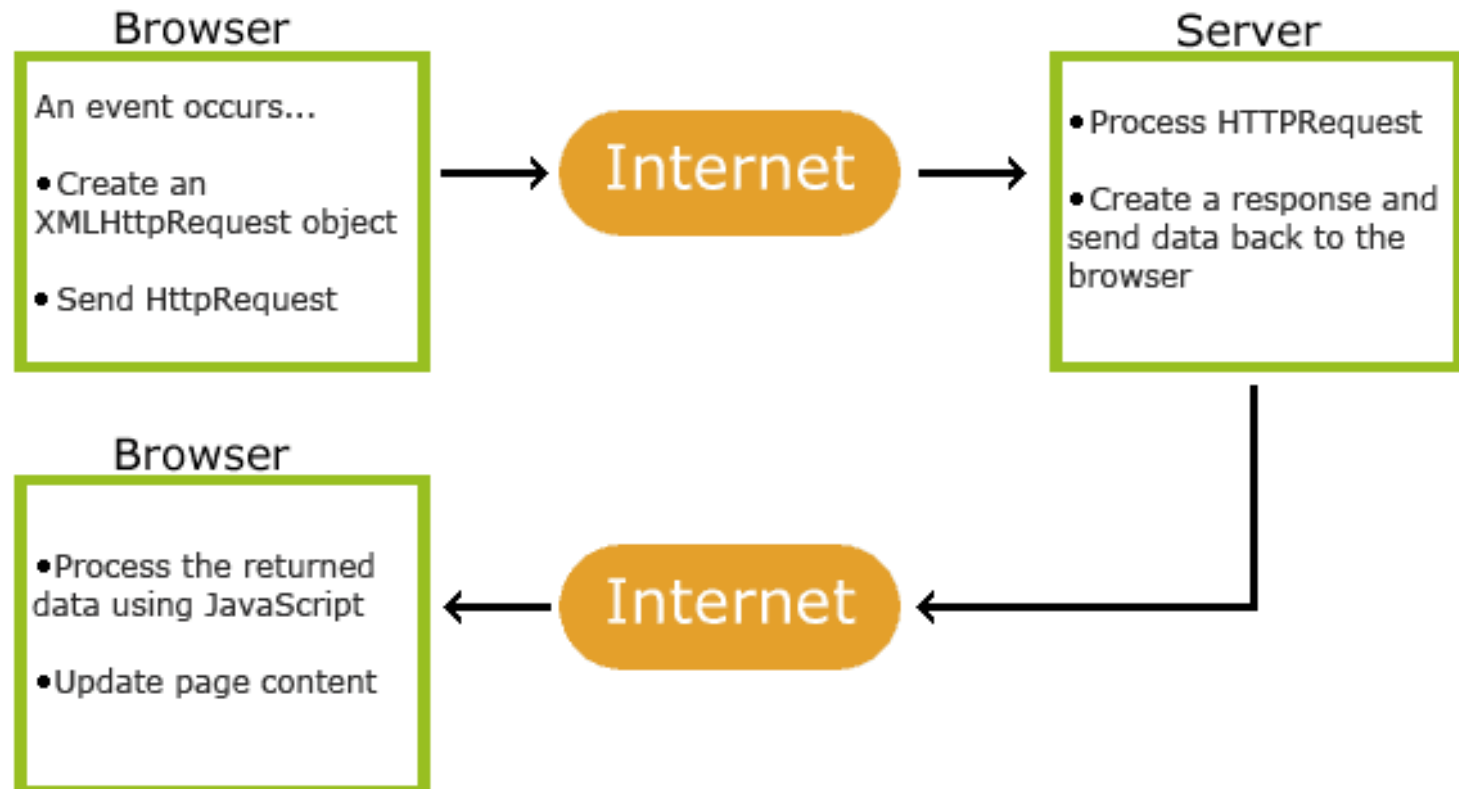 Browser
An event occurs...
•Create an
XMLHttpRequest object
•Send HttpRequest
Internet
Server
•Process HTTPRequest
•Create a response and
send data back to the
browser
Browser
•Process the returned
data using JavaScript
•Update page content
Internet